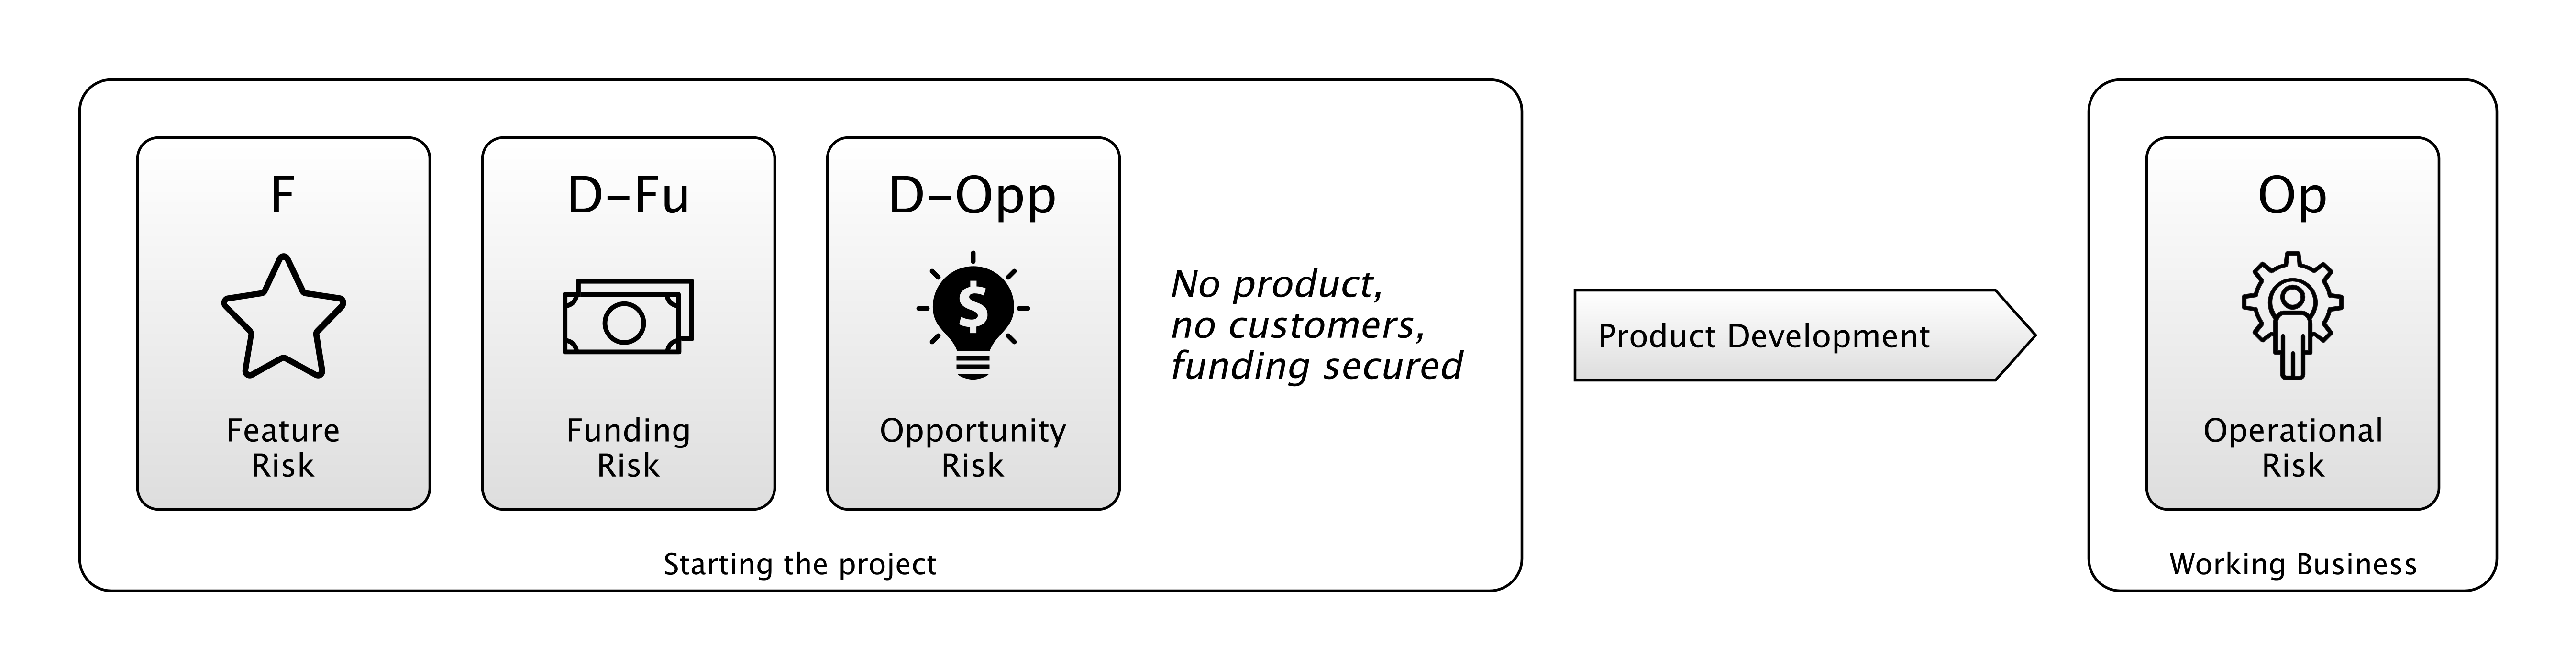 F
Feature
Risk
D–Fu
Funding
Risk
D–Opp
$
Opportunity
Risk
No product,
no customers,
funding secured
Starting the project
Product Development
Op
Operational
Risk
Working Business